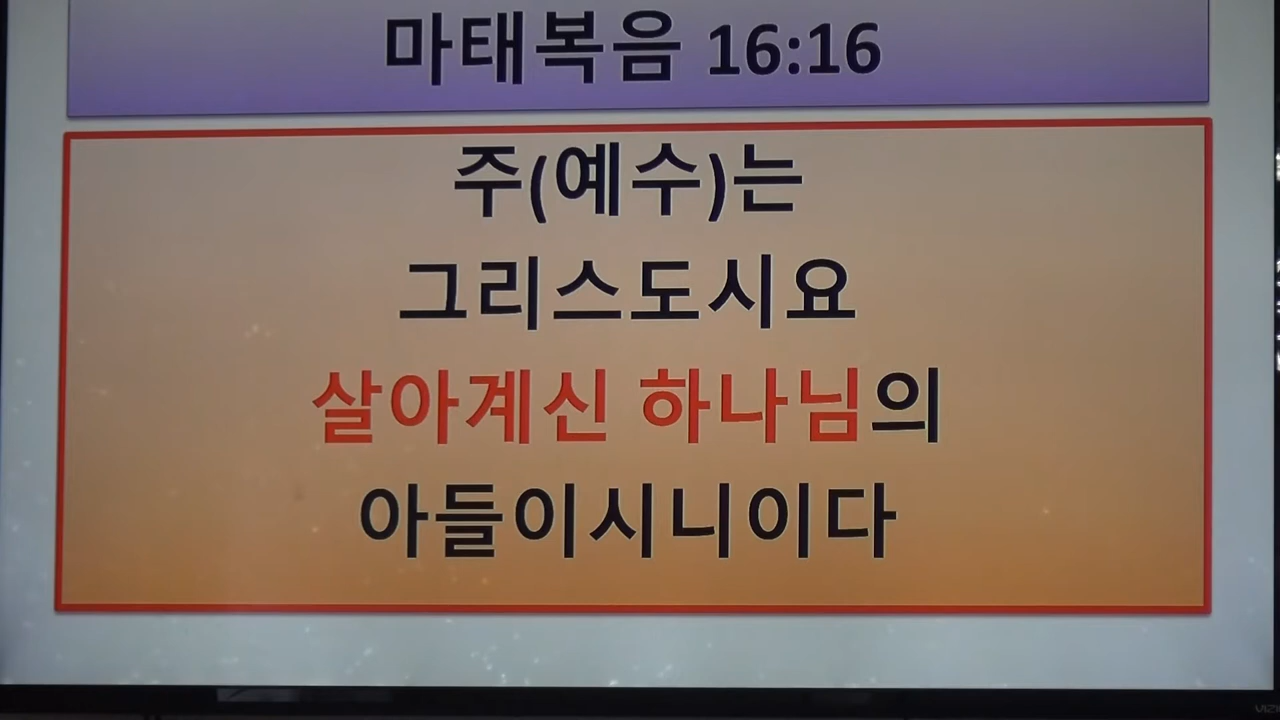 마태복음 16:16
주(예수)는
그리스도시요
살아계신 하나님의
아들이시니이다